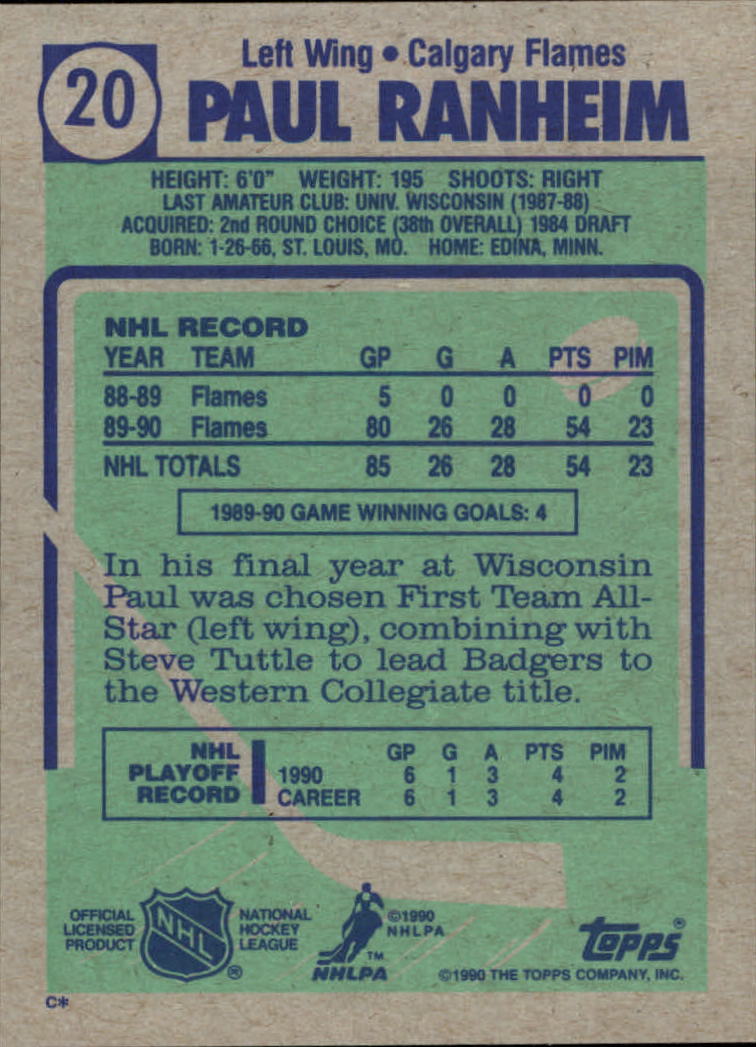 20
Left Wing • Calgary Flames
PAUL RANHEIM
HEIGHT: 6'0" WEIGHT: 195 SHOOTS: RIGHT
LAST AMATEUR CLUB: UNIV. WISCONSIN (1987-88)
ACQUIRED: 2nd ROUND CHOICE (38th OVERALL) 1984 DRAFT
BORN: 1-26-66, ST. LOUIS, MO. HOME: EDINA, MINN.
NHL RECORD
YEAR TEAM GP G A PTS PIM
88-89 Flames 5 0 0 0 0
89-90 Flames 80 26 28 54 23
NHL TOTALS 85 26 28 54 23
1989-90 GAME WINNING GOALS: 4
In his final year at Wisconsin
Paul was chosen First Team All-
Star (left wing), combining with
Steve Tuttle to lead Badgers to
the Western Collegiate title.
NHL GP G A PTS PIM
PLAYOFF 1990 6 1 3 4 2
RECORD CAREER 6 1 3 4 2
OFFICIAL
LICENSED
PRODUCT
NHL
®
NATIONAL
HOCKEY
LEAGUE
TM
NHLPA
©1990
NHLPA
TOPPS®
©1990 THE TOPPS COMPANY, INC.
C*